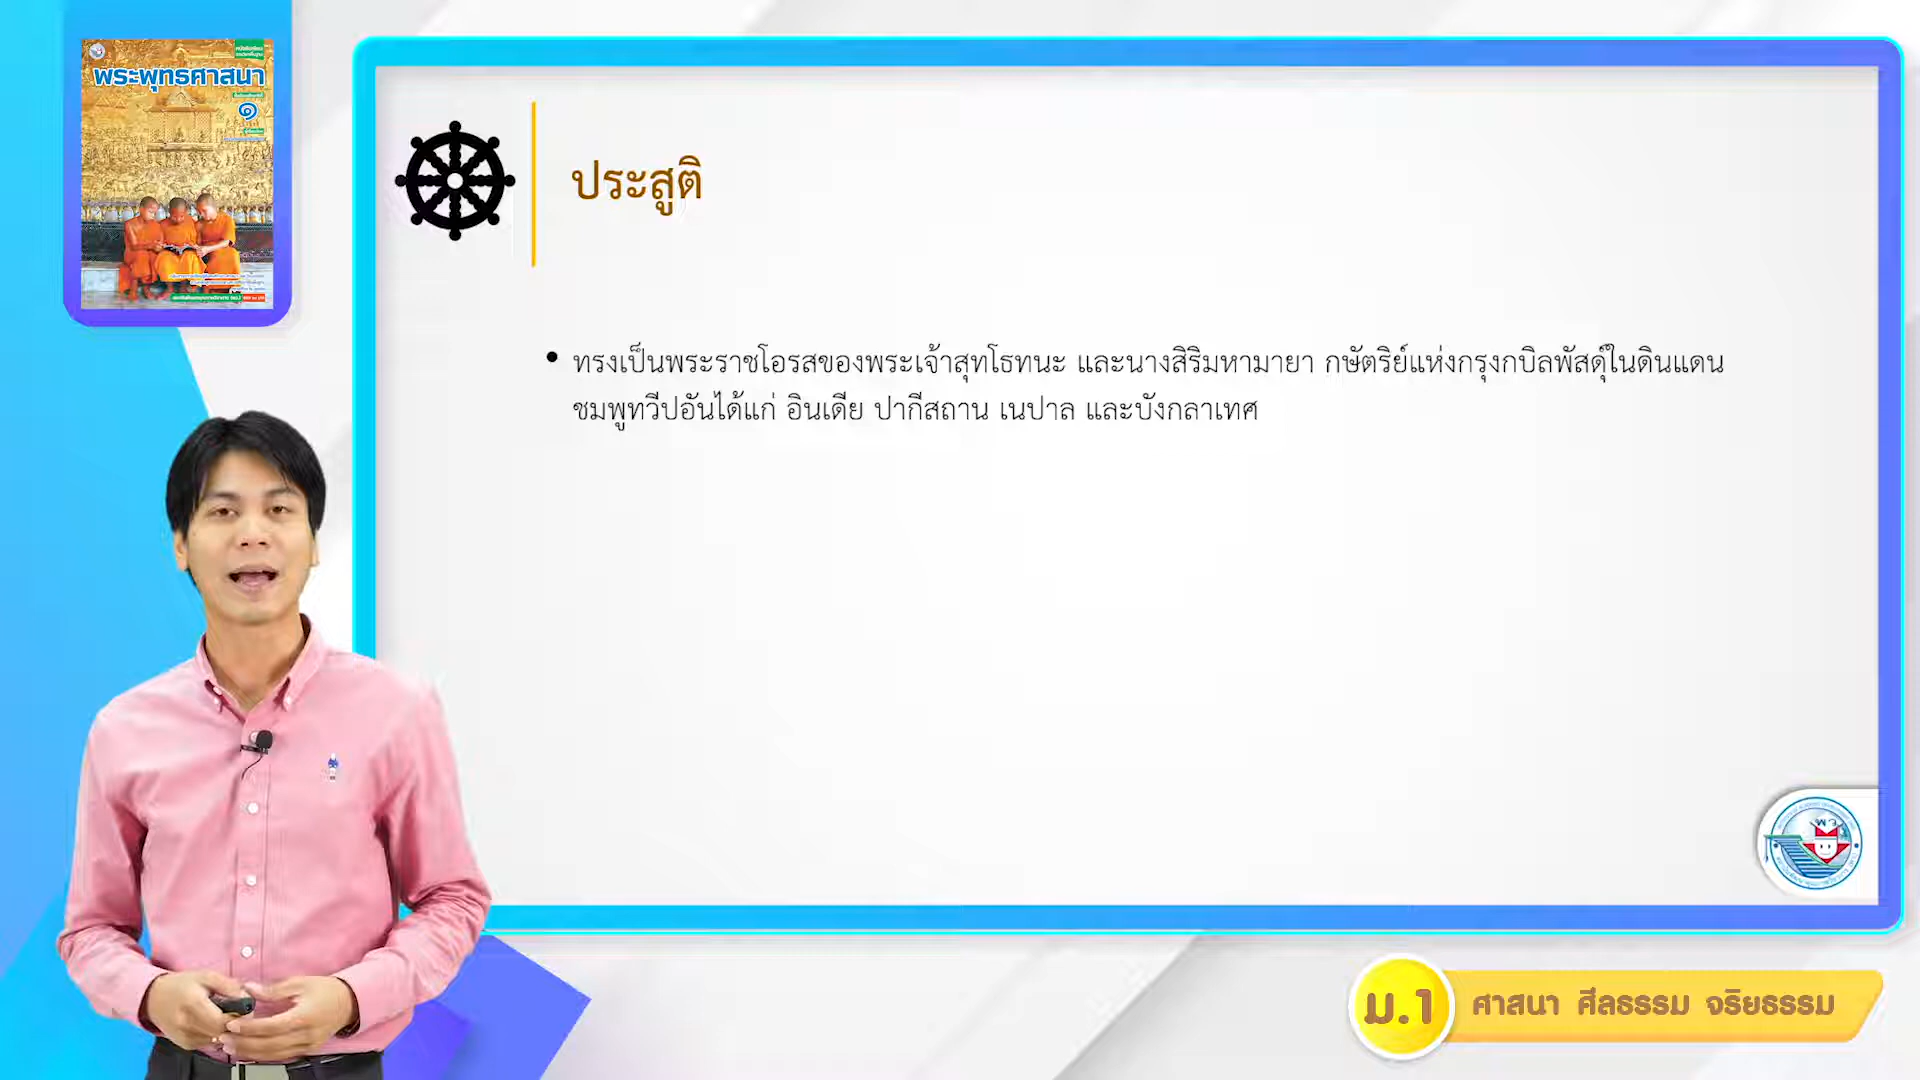 พระพุทธศาสนา
๑
ประสูติ
• ทรงเป็นพระราชโอรสของพระเจ้าสุทโธทนะ และนางสิริมหามายา กษัตริย์แห่งกรุงกบิลพัสดุ์ในดินแดน
ชมพูทวีปอันได้แก่ อินเดีย ปากีสถาน เนปาล และบังกลาเทศ
ม.1 ศาสนา ศีลธรรม จริยธรรม